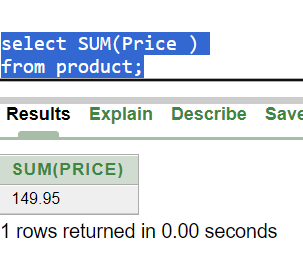 select SUM(Price )
from product;
Results Explain Describe Save
SUM(PRICE)
149.95
1 rows returned in 0.00 seconds